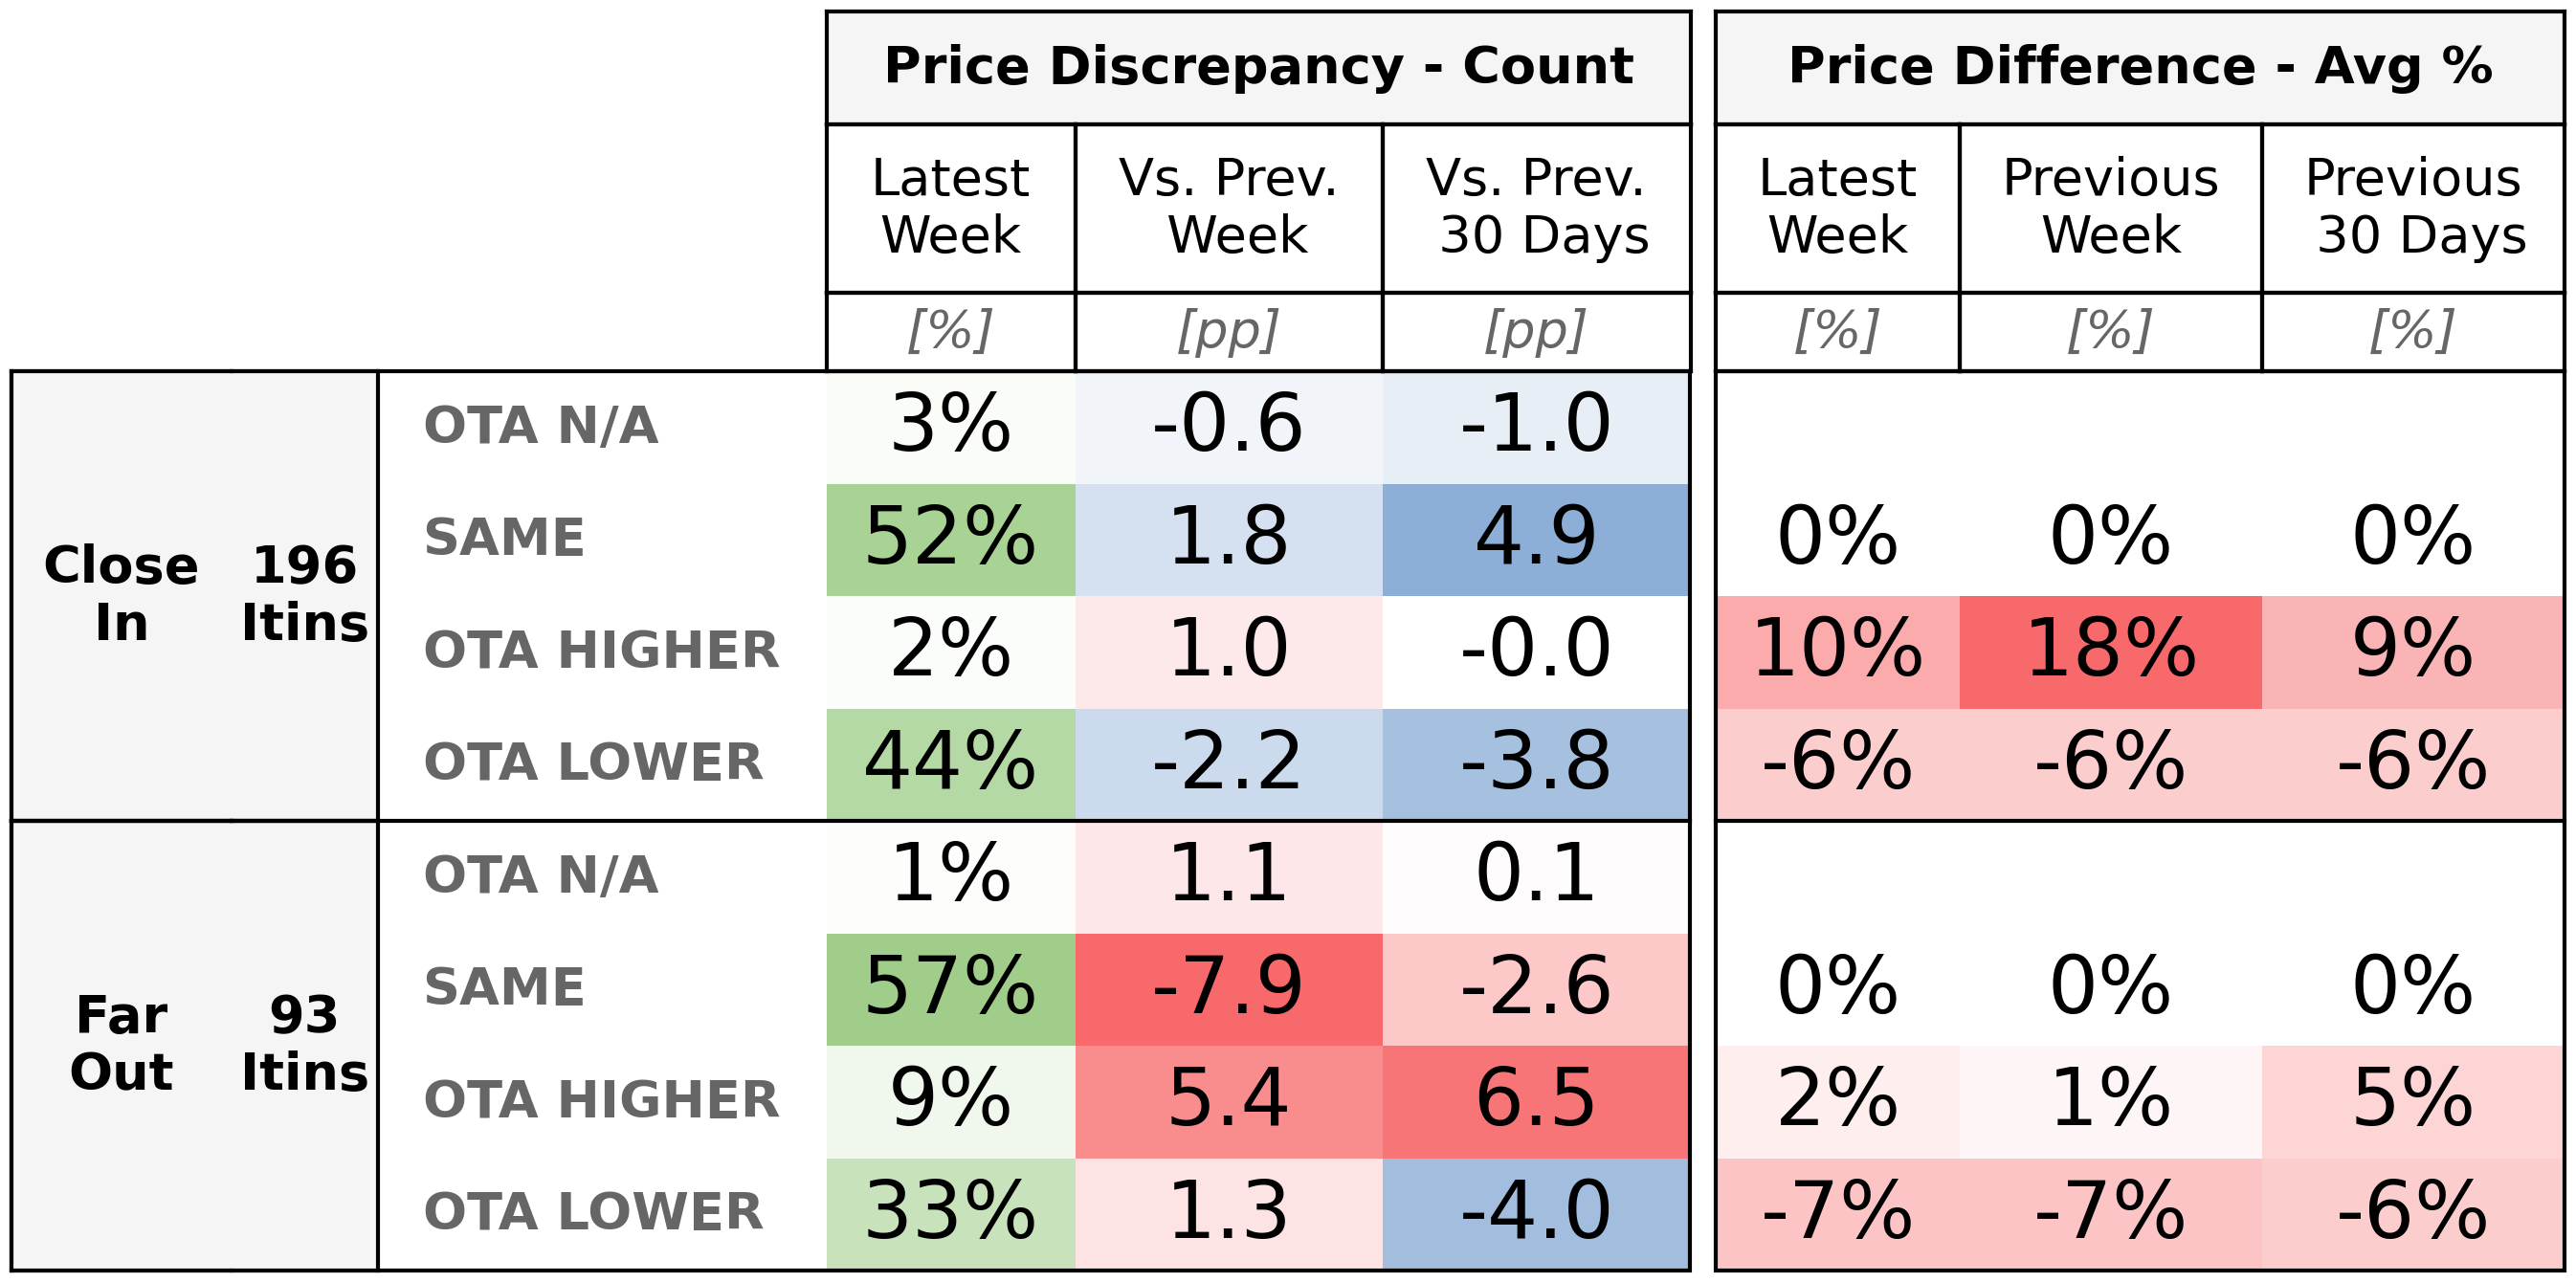 Price Discrepancy - Count Price Difference - Avg %
Latest Week Vs. Prev. Week Vs. Prev. 30 Days Latest Week Previous Week Previous 30 Days
[%] [pp] [pp] [%] [%] [%]
Close In 196 Itins
OTA N/A 3% -0.6 -1.0
SAME 52% 1.8 4.9 0% 0% 0%
OTA HIGHER 2% 1.0 -0.0 10% 18% 9%
OTA LOWER 44% -2.2 -3.8 -6% -6% -6%
Far Out 93 Itins
OTA N/A 1% 1.1 0.1
SAME 57% -7.9 -2.6 0% 0% 0%
OTA HIGHER 9% 5.4 6.5 2% 1% 5%
OTA LOWER 33% 1.3 -4.0 -7% -7% -6%